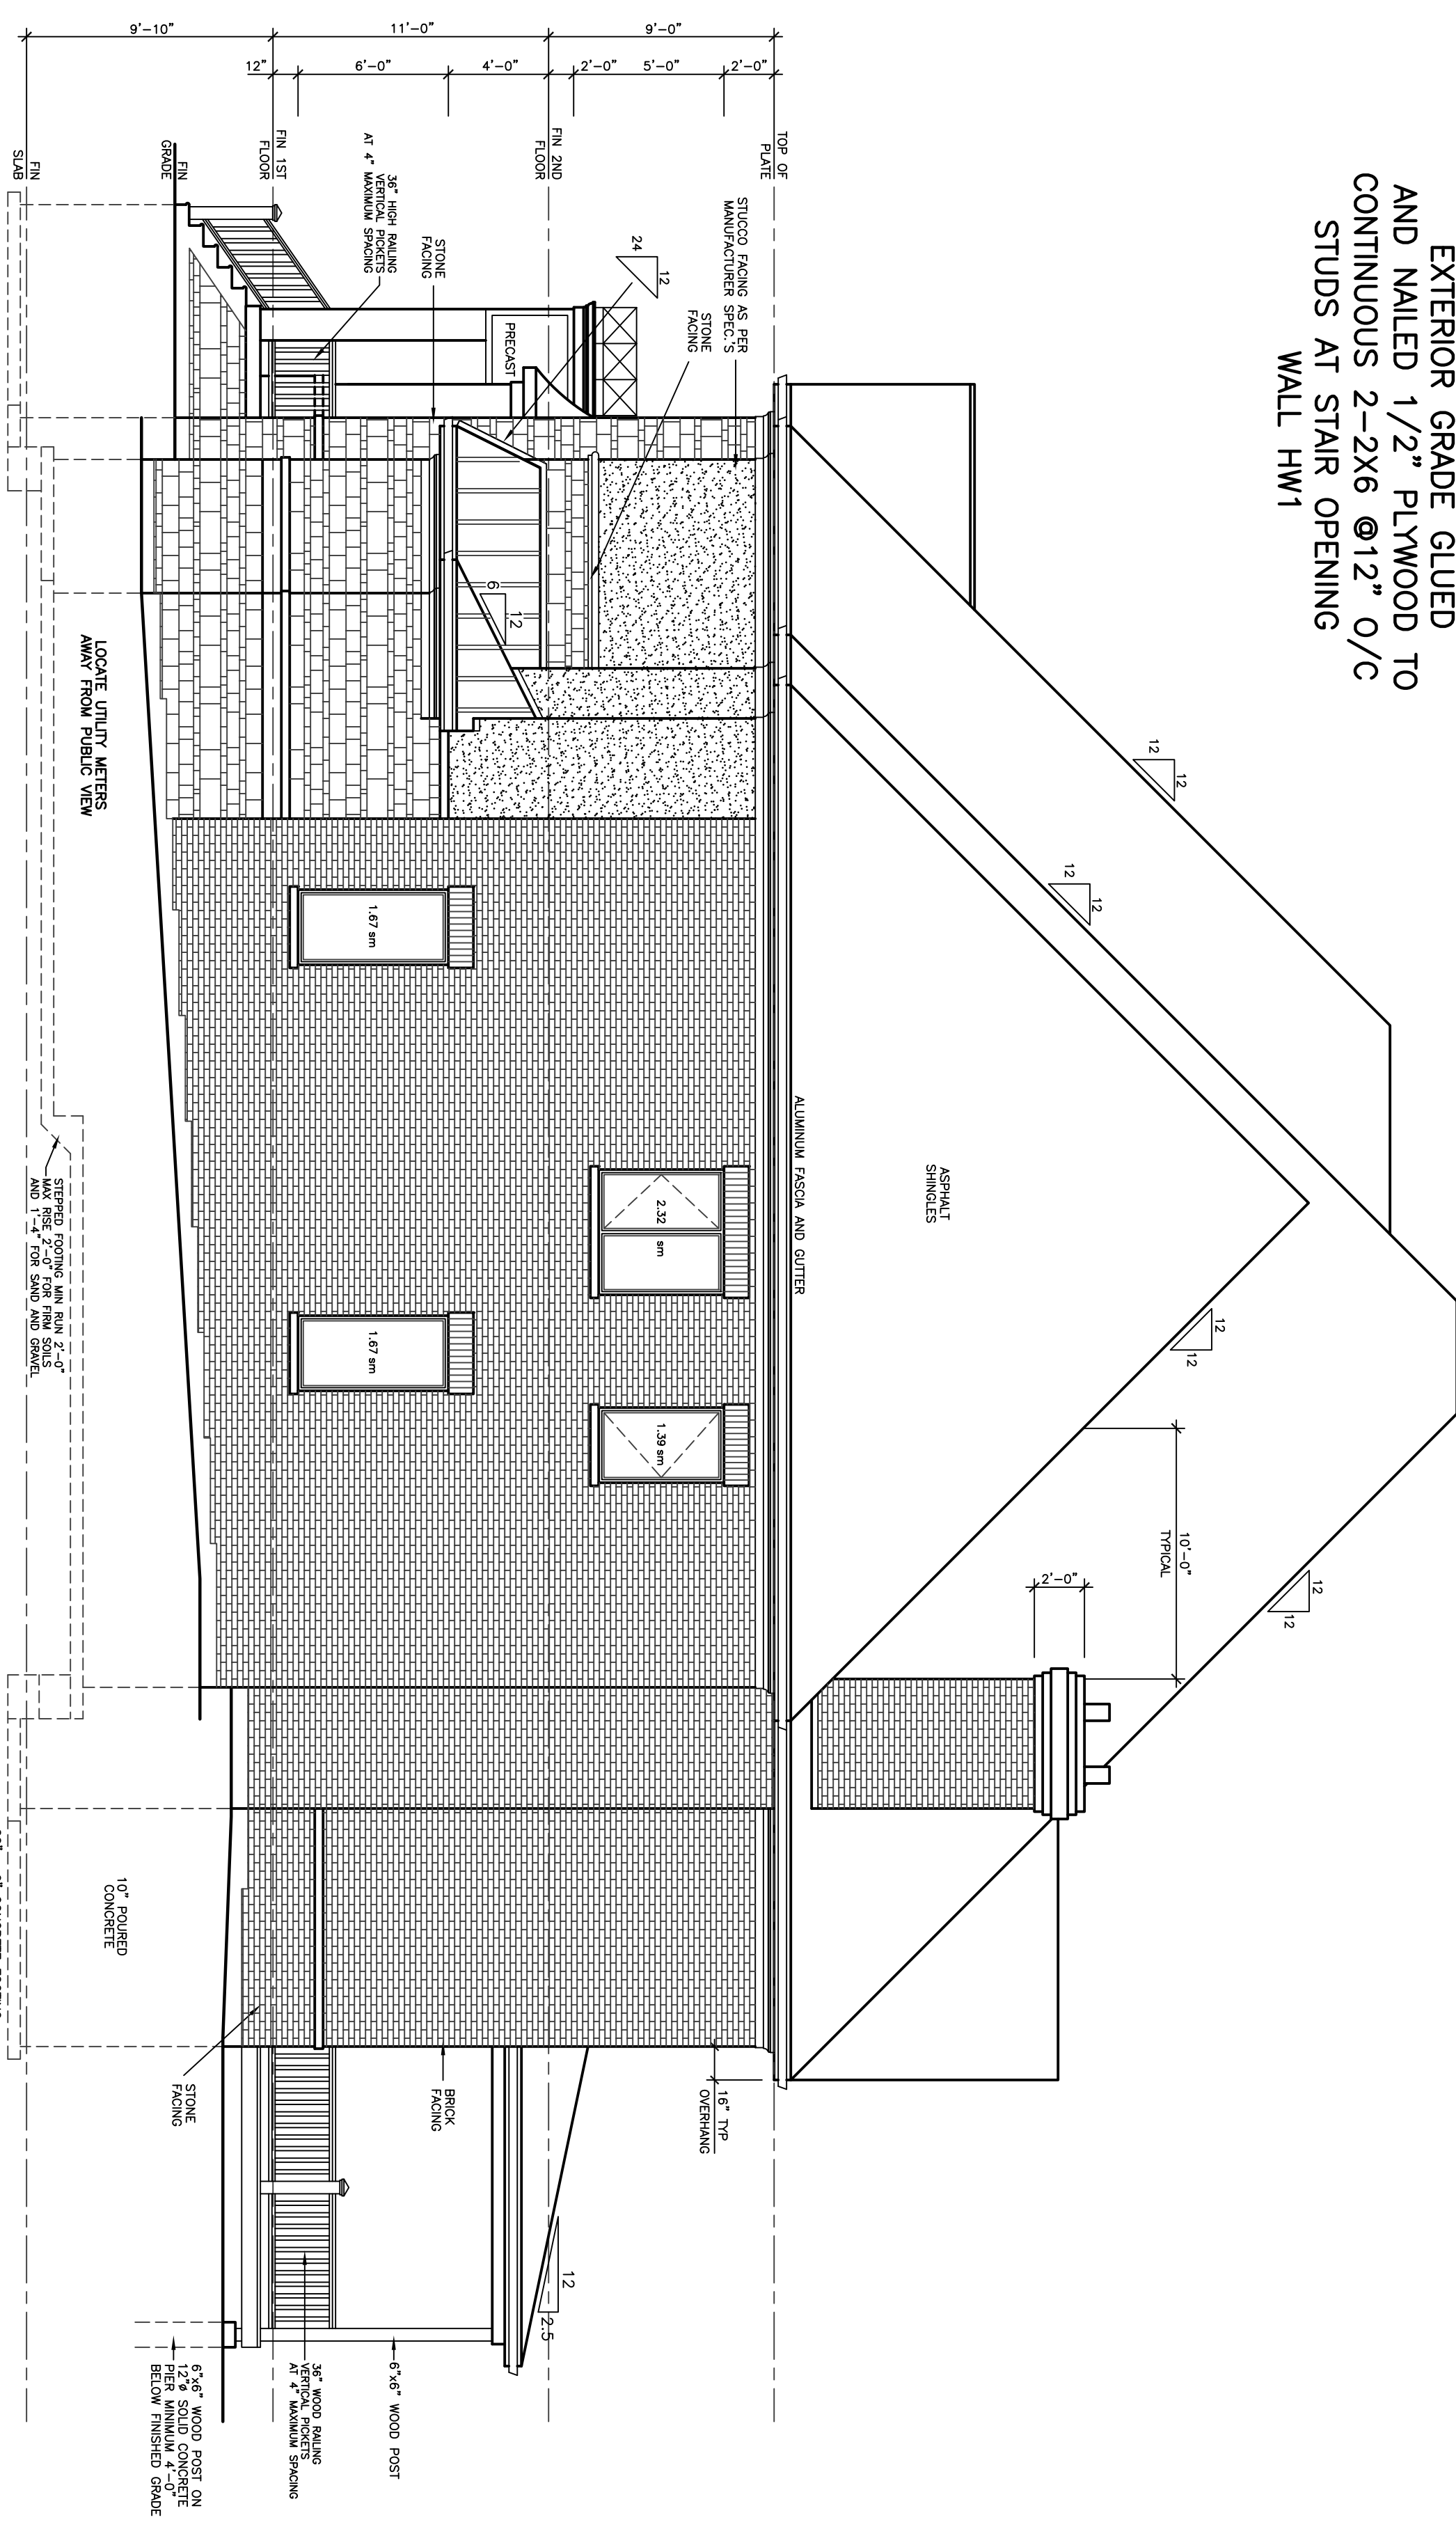 EXTERIOR GRADE GLUED
AND NAILED 1/2" PLYWOOD TO
CONTINUOUS 2-2X6 @12" O/C
STUDS AT STAIR OPENING
WALL HW1
12
12
12
12
12
12
12
12
10'-0"
TYPICAL
2'-0"
ASPHALT
SHINGLES
ALUMINUM FASCIA AND GUTTER
TOP OF
PLATE
9'-0"
2'-0"
5'-0"
2'-0"
STUCCO FACING AS PER
MANUFACTURER SPEC.'S
STONE
FACING
12
24
16" TYP
OVERHANG
2.32
sm
1.39 sm
FIN 2ND
FLOOR
11'-0"
4'-0"
6'-0"
12"
PRECAST
12
6
12
2.5
STONE
FACING
36" HIGH RAILING
VERTICAL PICKETS
AT 4" MAXIMUM SPACING
1.67 sm
1.67 sm
BRICK
FACING
6"x6" WOOD POST
36" WOOD RAILING
VERTICAL PICKETS
AT 4" MAXIMUM SPACING
FIN 1ST
FLOOR
9'-10"
FIN
GRADE
STONE
FACING
6"x6" WOOD POST ON
12"ø SOLID CONCRETE
PIER MINIMUM 4'-0"
BELOW FINISHED GRADE
LOCATE UTILITY METERS
AWAY FROM PUBLIC VIEW
10" POURED
CONCRETE
STEPPED FOOTING MIN RUN 2'-0"
MAX RISE 2'-0" FOR FIRM SOILS
AND 1'-4" FOR SAND AND GRAVEL
FIN
SLAB